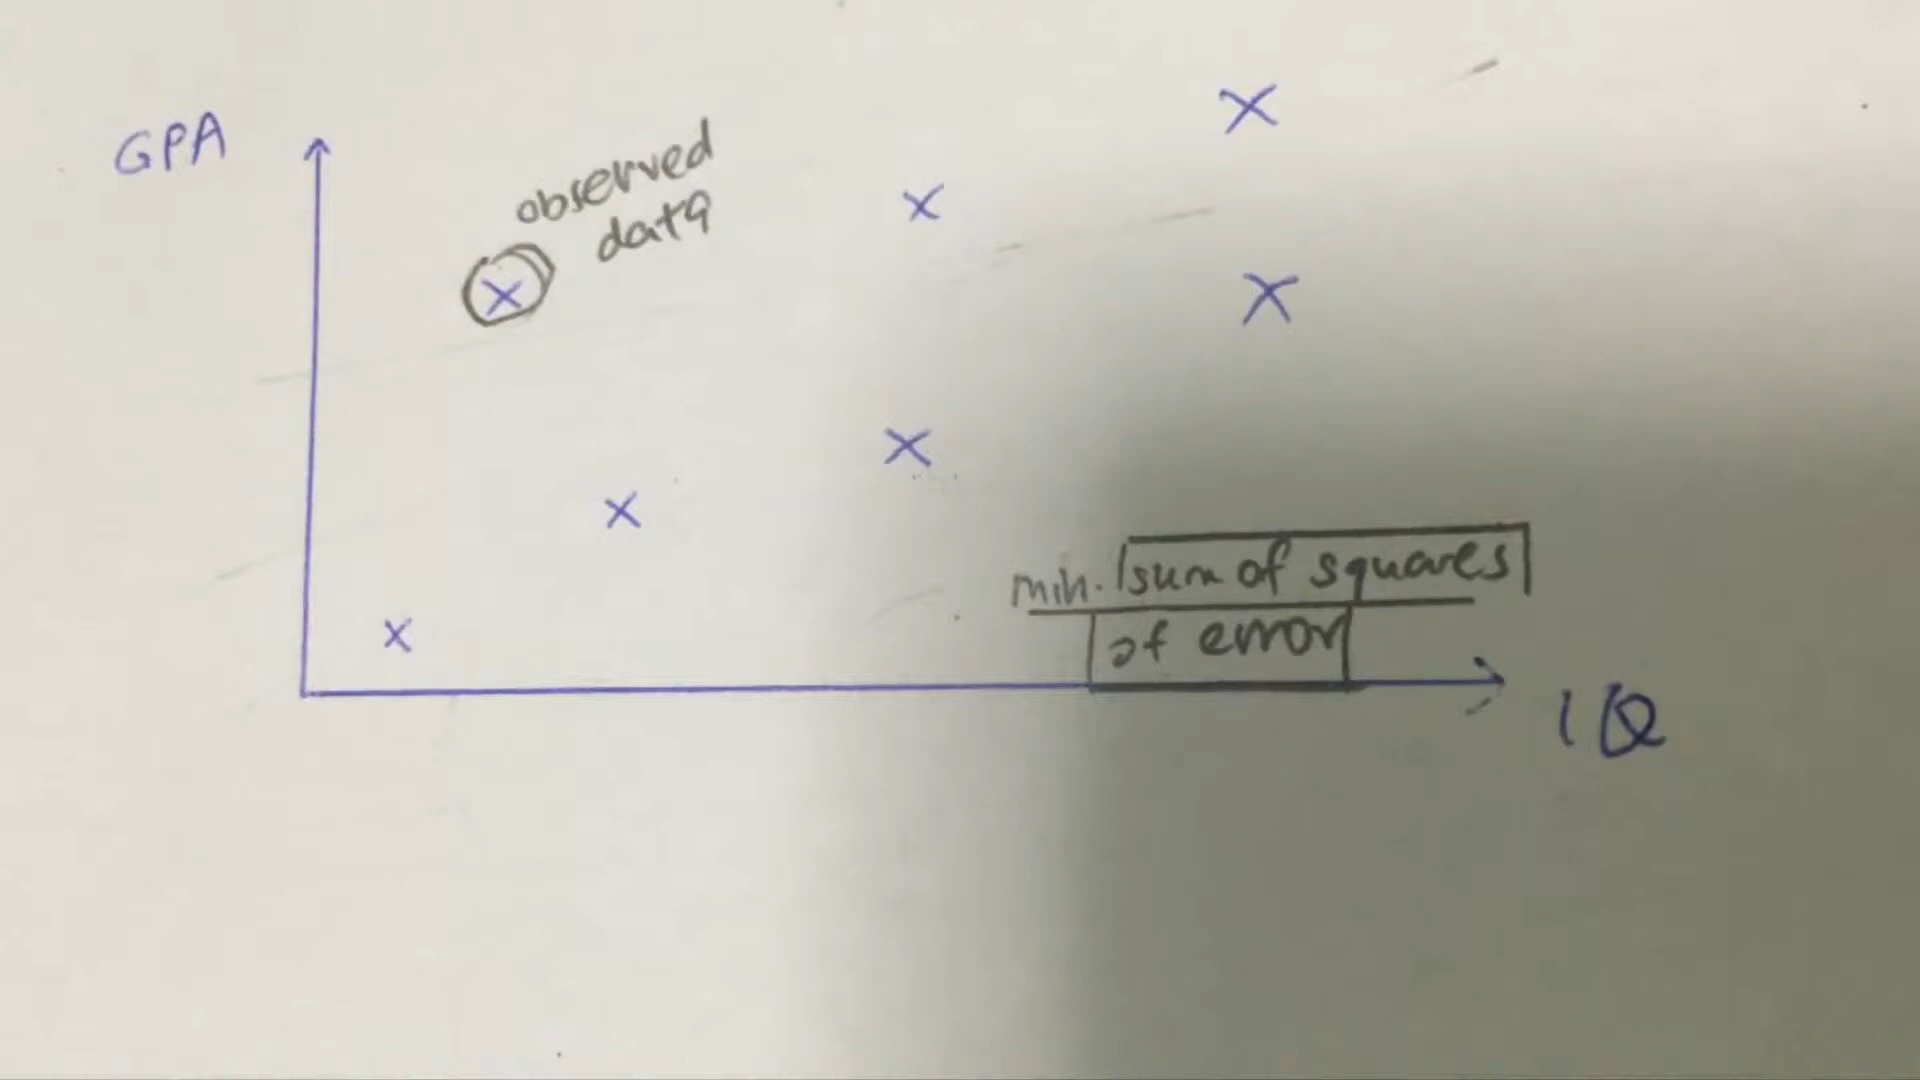 GPA
observed
data
min. sum of squares
of error
IQ